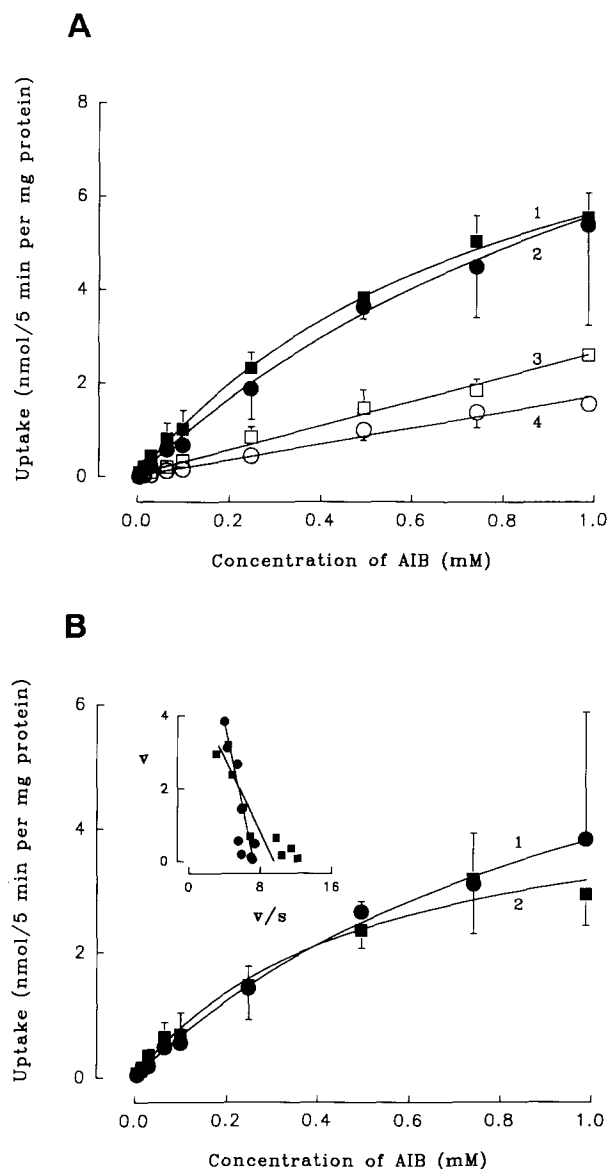 A
Uptake (nmol/5 min per mg protein)
8
6
4
2
0
1
2
3
4
0.0 0.2 0.4 0.6 0.8 1.0
Concentration of AIB (mM)
B
Uptake (nmol/5 min per mg protein)
6
4
2
0
v
4
2
0
0 8 16
v/s
1
2
0.0 0.2 0.4 0.6 0.8 1.0
Concentration of AIB (mM)